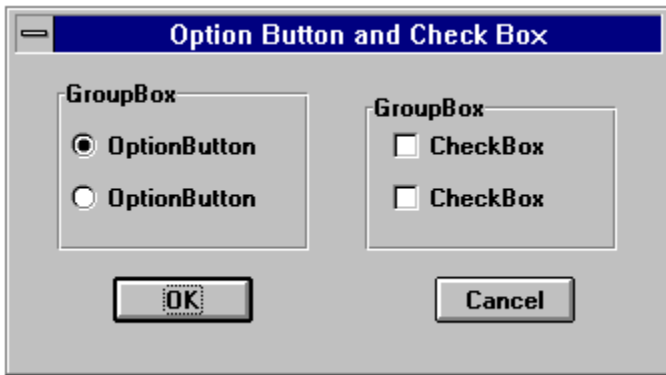 Option Button and Check Box
GroupBox
OptionButton
OptionButton
GroupBox
CheckBox
CheckBox
OK
Cancel